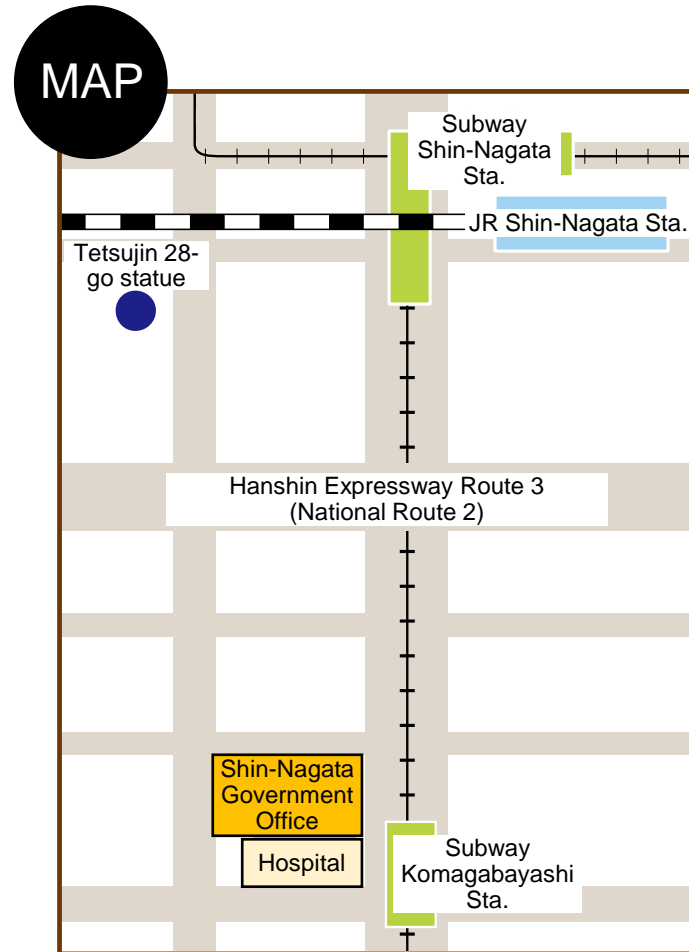 MAP
Subway
Shin-Nagata
Sta.
JR Shin-Nagata Sta.
Tetsujin 28-
go statue
Hanshin Expressway Route 3
(National Route 2)
Shin-Nagata
Government
Office
Hospital
Subway
Komagabayashi
Sta.